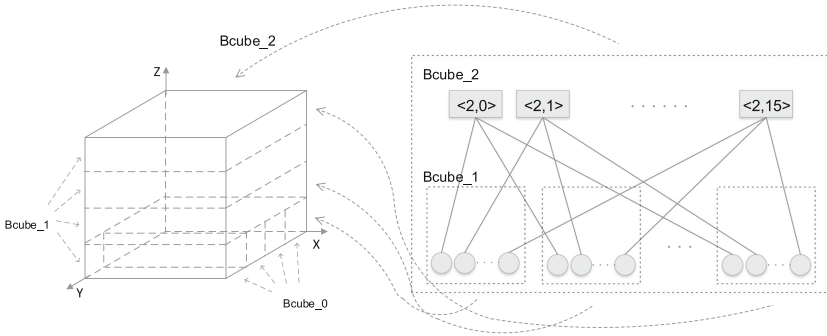 Bcube_2
Z
Bcube_2
<2,0> <2,1> ...... <2,15>
Bcube_1
Bcube_1
X
Y
Bcube_0